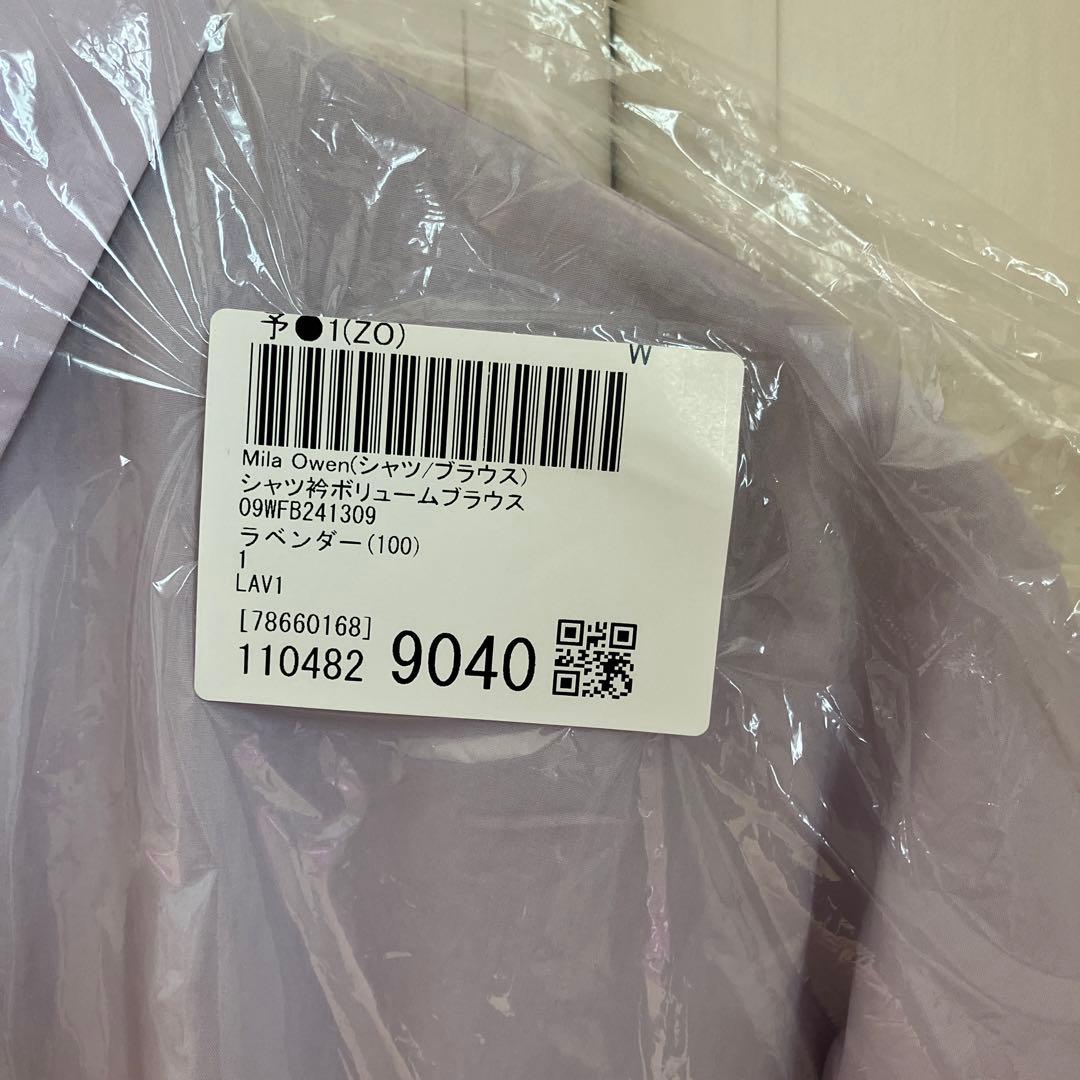 予●1(ZO)
W
Mila Owen(シャツ/ブラウス)
シャツ衿ボリュームブラウス
09WFB241309
ラベンダー(100)
1
LAV1
[78660168]
110482 9040